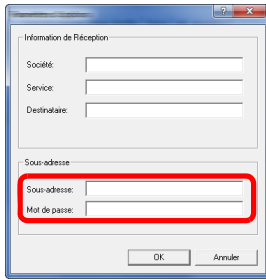 Information de Réception
Société:
Service:
Destinataire:
Sous-adresse
Sous-adresse:
Mot de passe:
OK Annuler